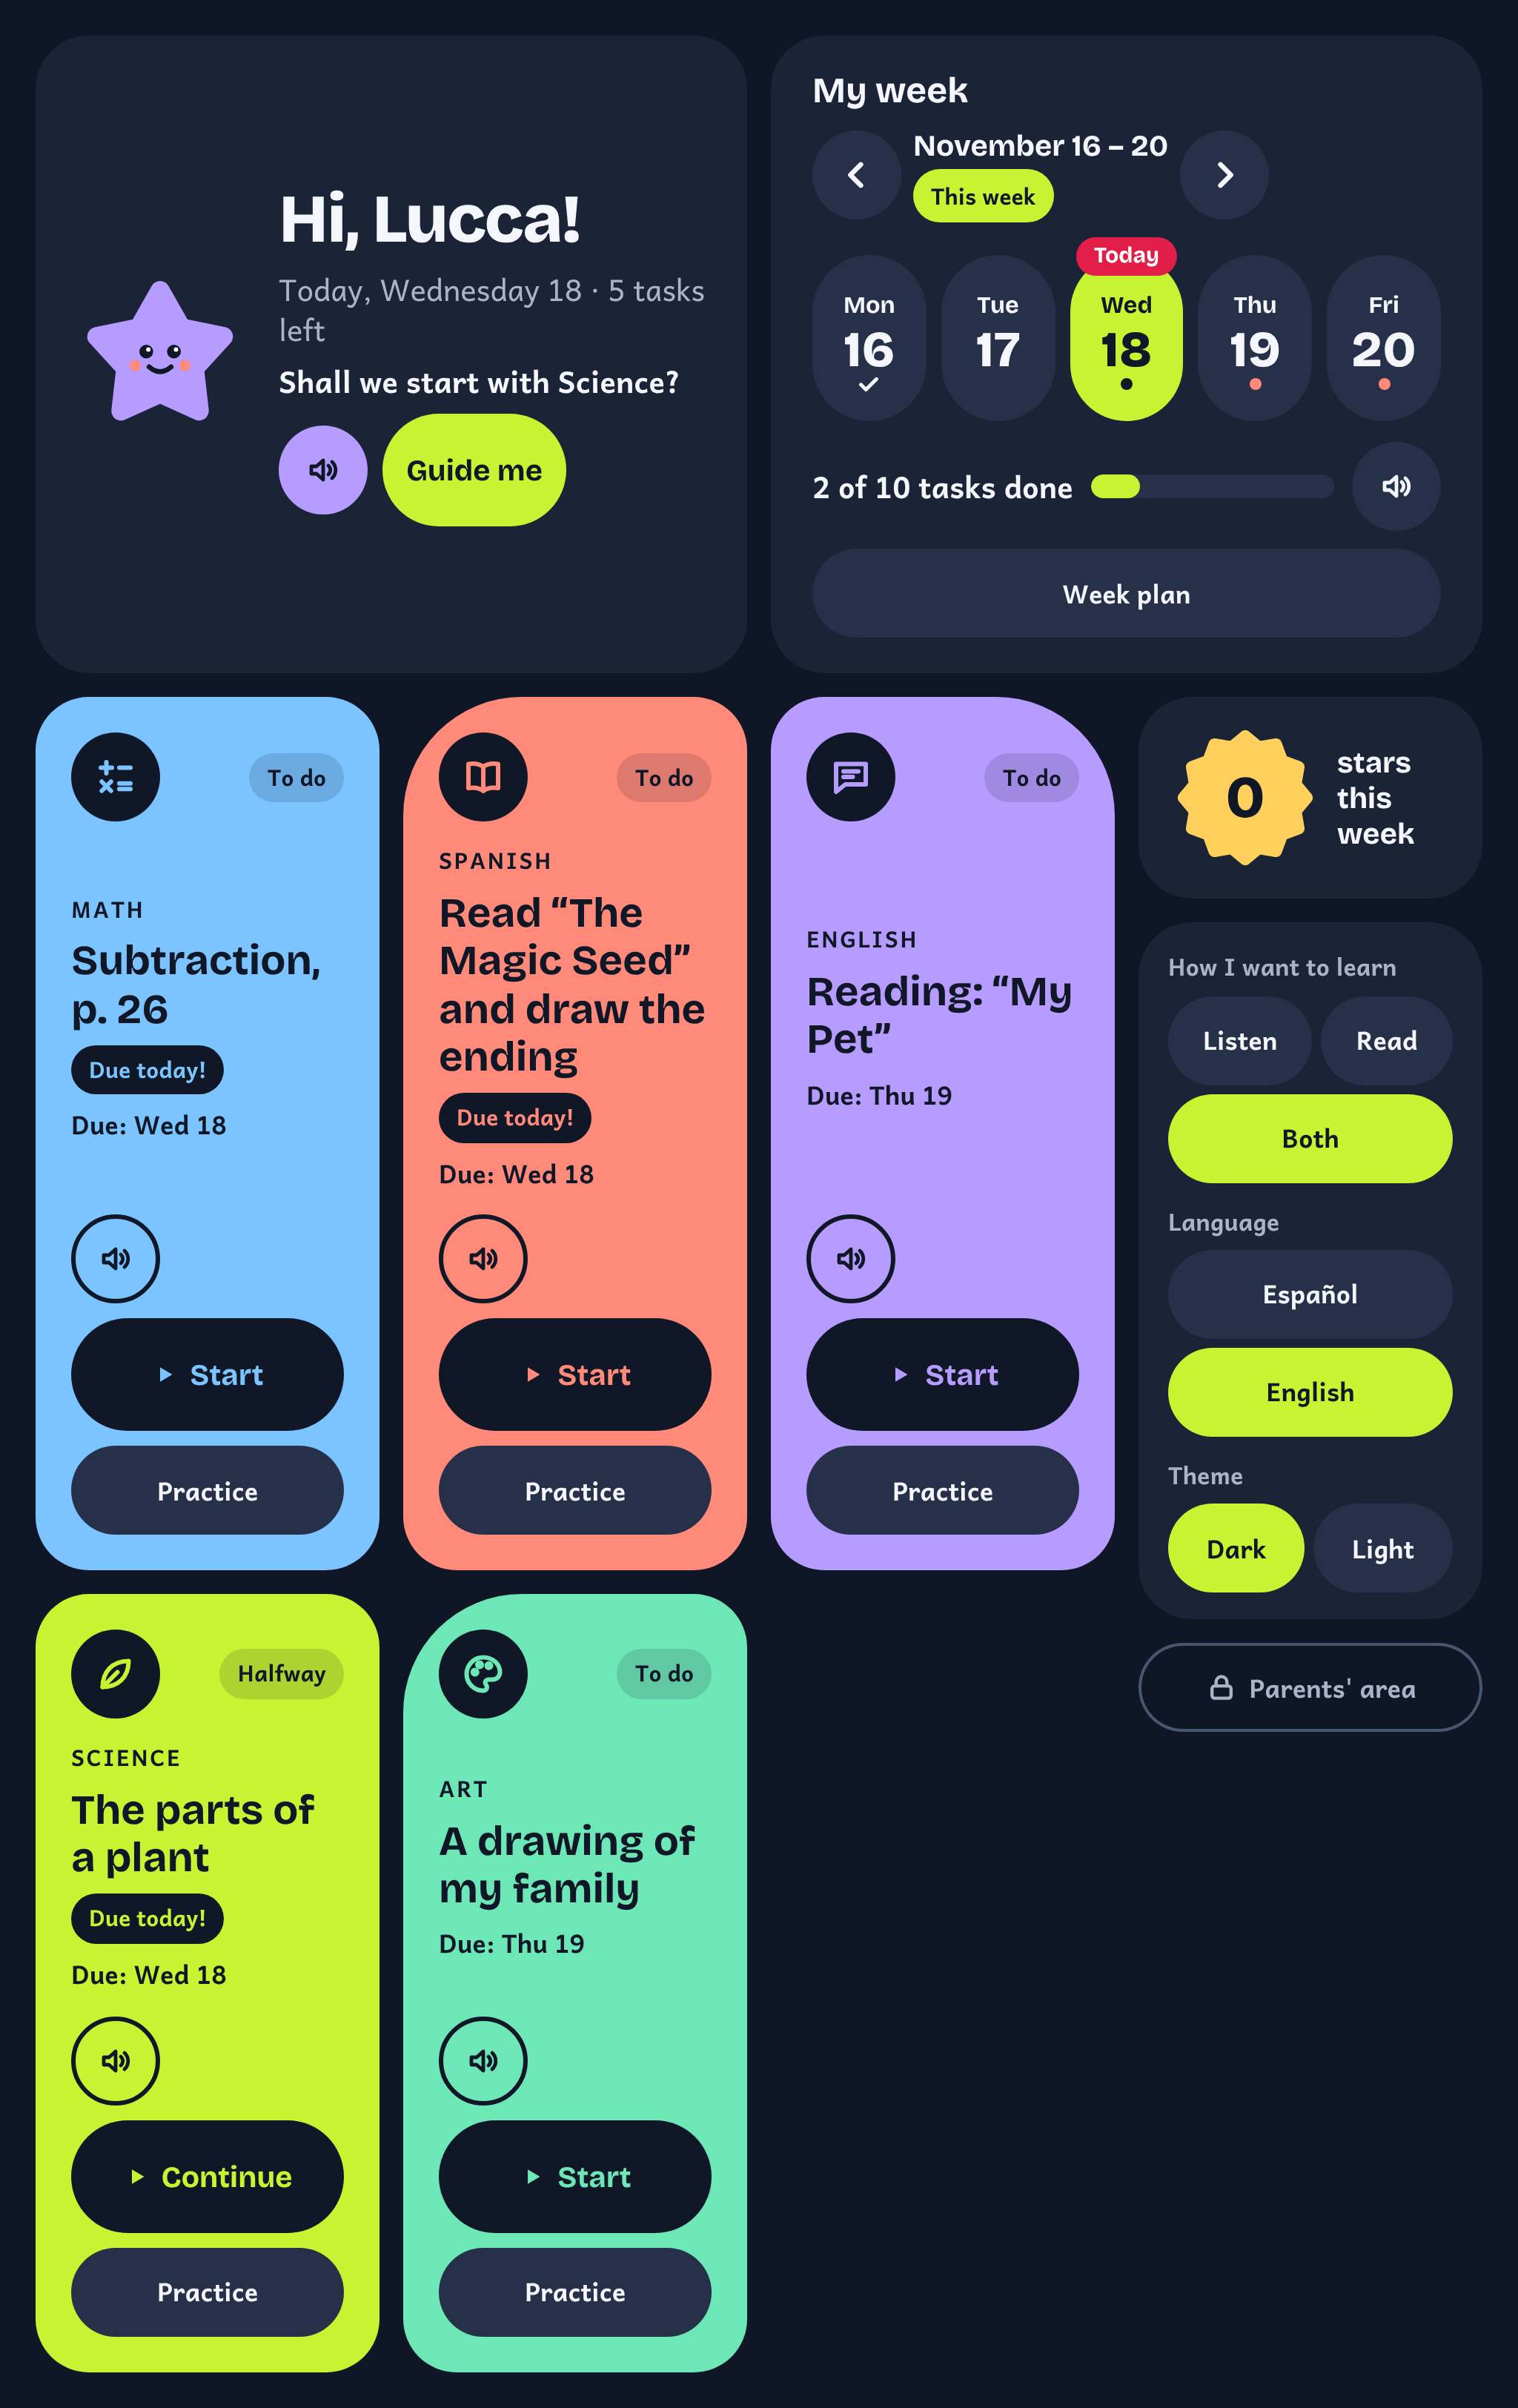 Hi, Lucca!
Today, Wednesday 18 · 5 tasks
left
Shall we start with Science?
Guide me
My week
November 16 – 20
This week
Today
Mon
16
Tue
17
Wed
18
Thu
19
Fri
20
2 of 10 tasks done
Week plan
To do
MATH
Subtraction,
p. 26
Due today!
Due: Wed 18
Start
Practice
To do
SPANISH
Read “The
Magic Seed”
and draw the
ending
Due today!
Due: Wed 18
Start
Practice
To do
ENGLISH
Reading: “My
Pet”
Due: Thu 19
Start
Practice
0
stars
this
week
How I want to learn
Listen
Read
Both
Language
Español
English
Theme
Dark
Light
Parents' area
Halfway
SCIENCE
The parts of
a plant
Due today!
Due: Wed 18
Continue
Practice
To do
ART
A drawing of
my family
Due: Thu 19
Start
Practice